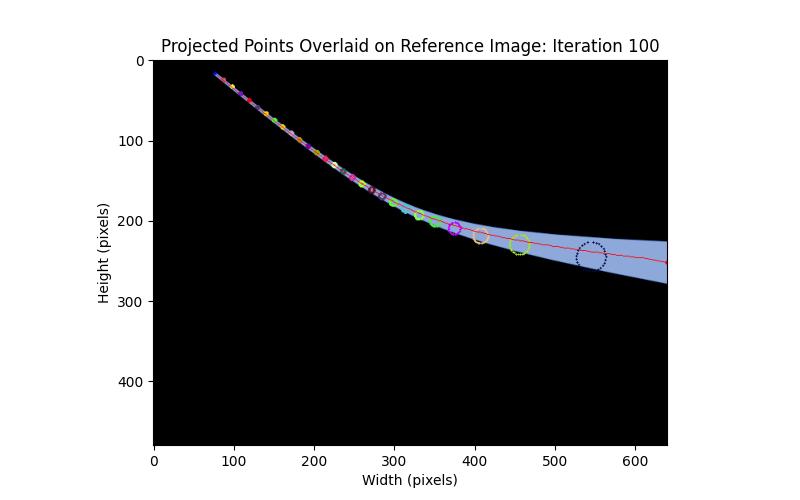 Projected Points Overlaid on Reference Image: Iteration 100
0
100
200
300
400
Height (pixels)
0 100 200 300 400 500 600
Width (pixels)